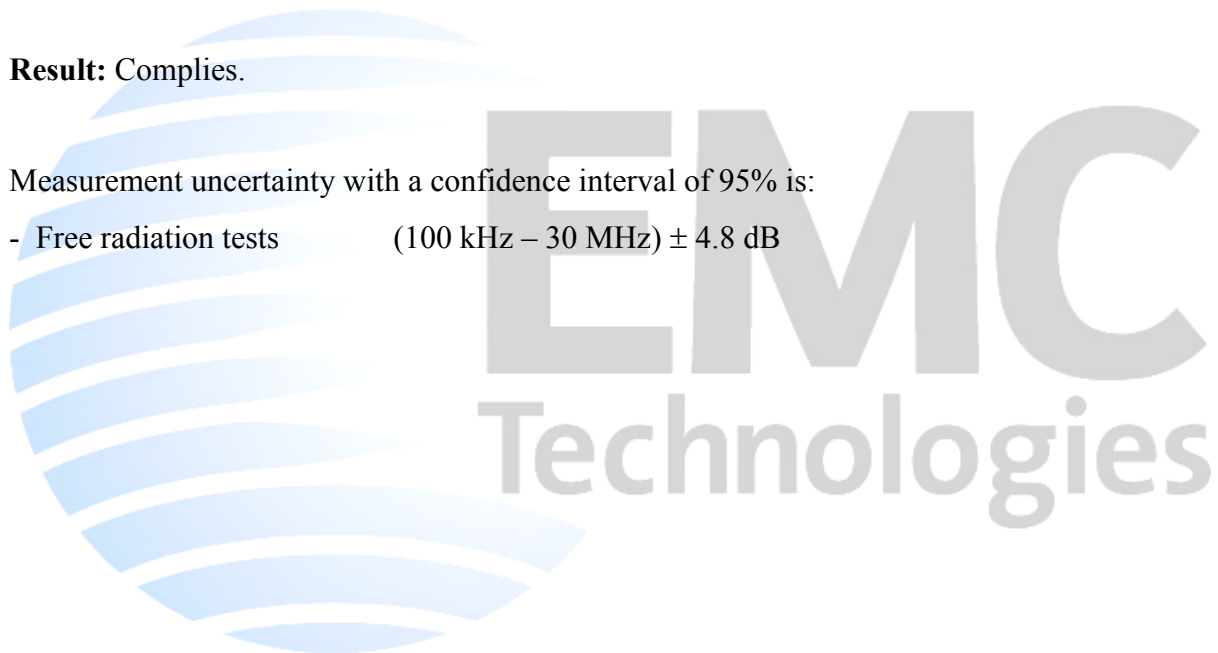 Result: Complies.
Measurement uncertainty with a confidence interval of 95% is:
- Free radiation tests (100 kHz – 30 MHz) ± 4.8 dB
EMC
Technologies